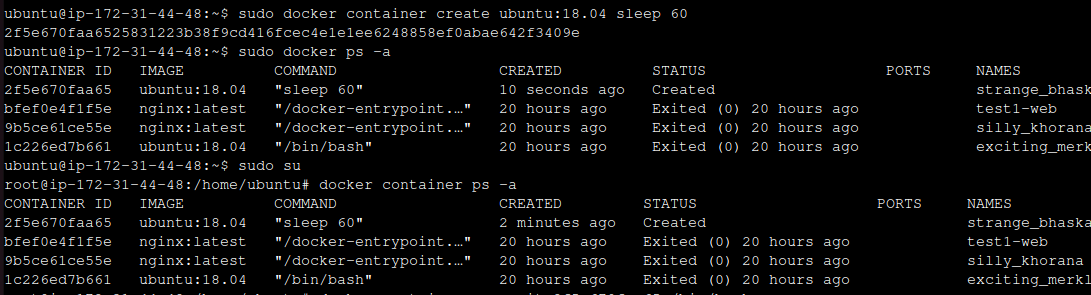 ubuntu@ip-172-31-44-48:~$ sudo docker container create ubuntu:18.04 sleep 60
2f5e670faa6525831223b38f9cd416fcec4e1e1ee6248858ef0abae642f3409e
ubuntu@ip-172-31-44-48:~$ sudo docker ps -a
CONTAINER ID   IMAGE          COMMAND                  CREATED          STATUS                      PORTS     NAMES
2f5e670faa65   ubuntu:18.04   "sleep 60"               10 seconds ago   Created                               strange_bhaska
bfef0e4f1f5e   nginx:latest   "/docker-entrypoint.…"   20 hours ago     Exited (0) 20 hours ago               test1-web
9b5ce61ce55e   nginx:latest   "/docker-entrypoint.…"   20 hours ago     Exited (0) 20 hours ago               silly_khorana
1c226ed7b661   ubuntu:18.04   "/bin/bash"              20 hours ago     Exited (0) 20 hours ago               exciting_merkl
ubuntu@ip-172-31-44-48:~$ sudo su
root@ip-172-31-44-48:/home/ubuntu# docker container ps -a
CONTAINER ID   IMAGE          COMMAND                  CREATED         STATUS                      PORTS     NAMES
2f5e670faa65   ubuntu:18.04   "sleep 60"               2 minutes ago   Created                               strange_bhaska
bfef0e4f1f5e   nginx:latest   "/docker-entrypoint.…"   20 hours ago    Exited (0) 20 hours ago               test1-web
9b5ce61ce55e   nginx:latest   "/docker-entrypoint.…"   20 hours ago    Exited (0) 20 hours ago               silly_khorana
1c226ed7b661   ubuntu:18.04   "/bin/bash"              20 hours ago    Exited (0) 20 hours ago               exciting_merkl